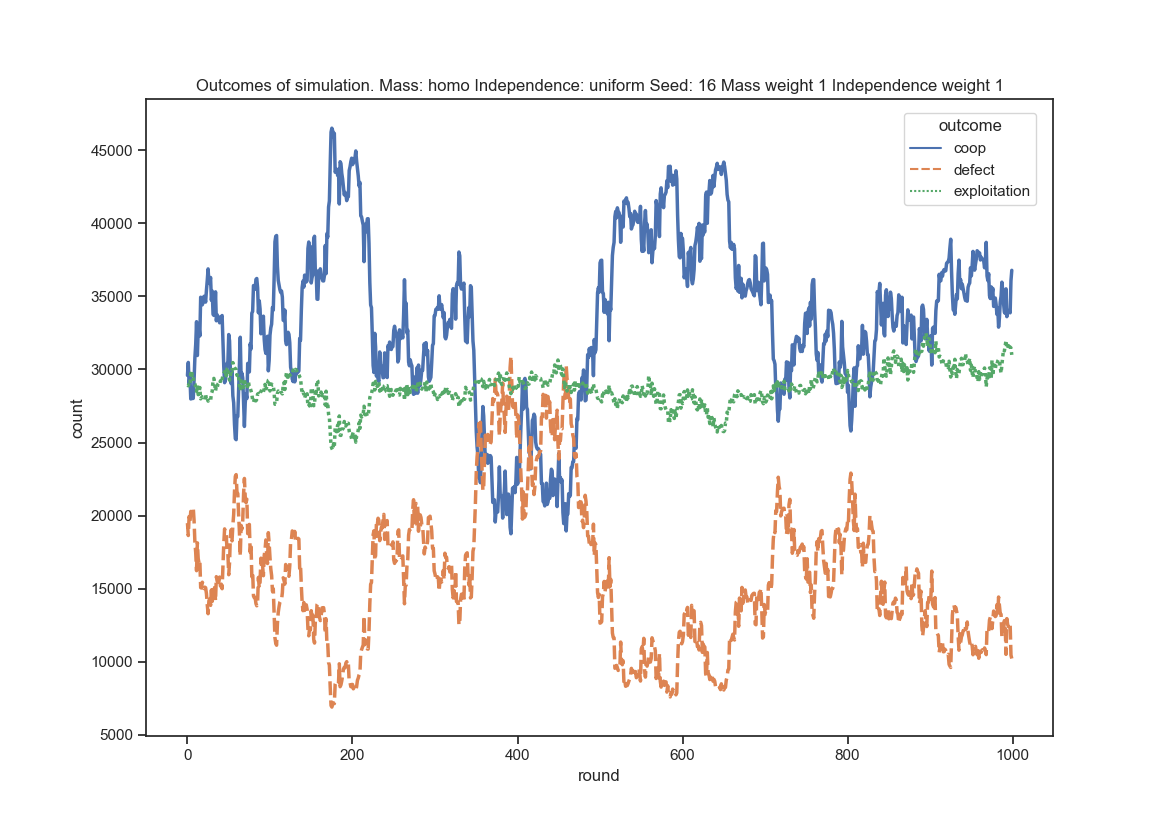 Outcomes of simulation. Mass: homo Independence: uniform Seed: 16 Mass weight 1 Independence weight 1
outcome
coop
defect
exploitation
45000
40000
35000
30000
25000
20000
15000
10000
5000
count
0
200
400
600
800
1000
round